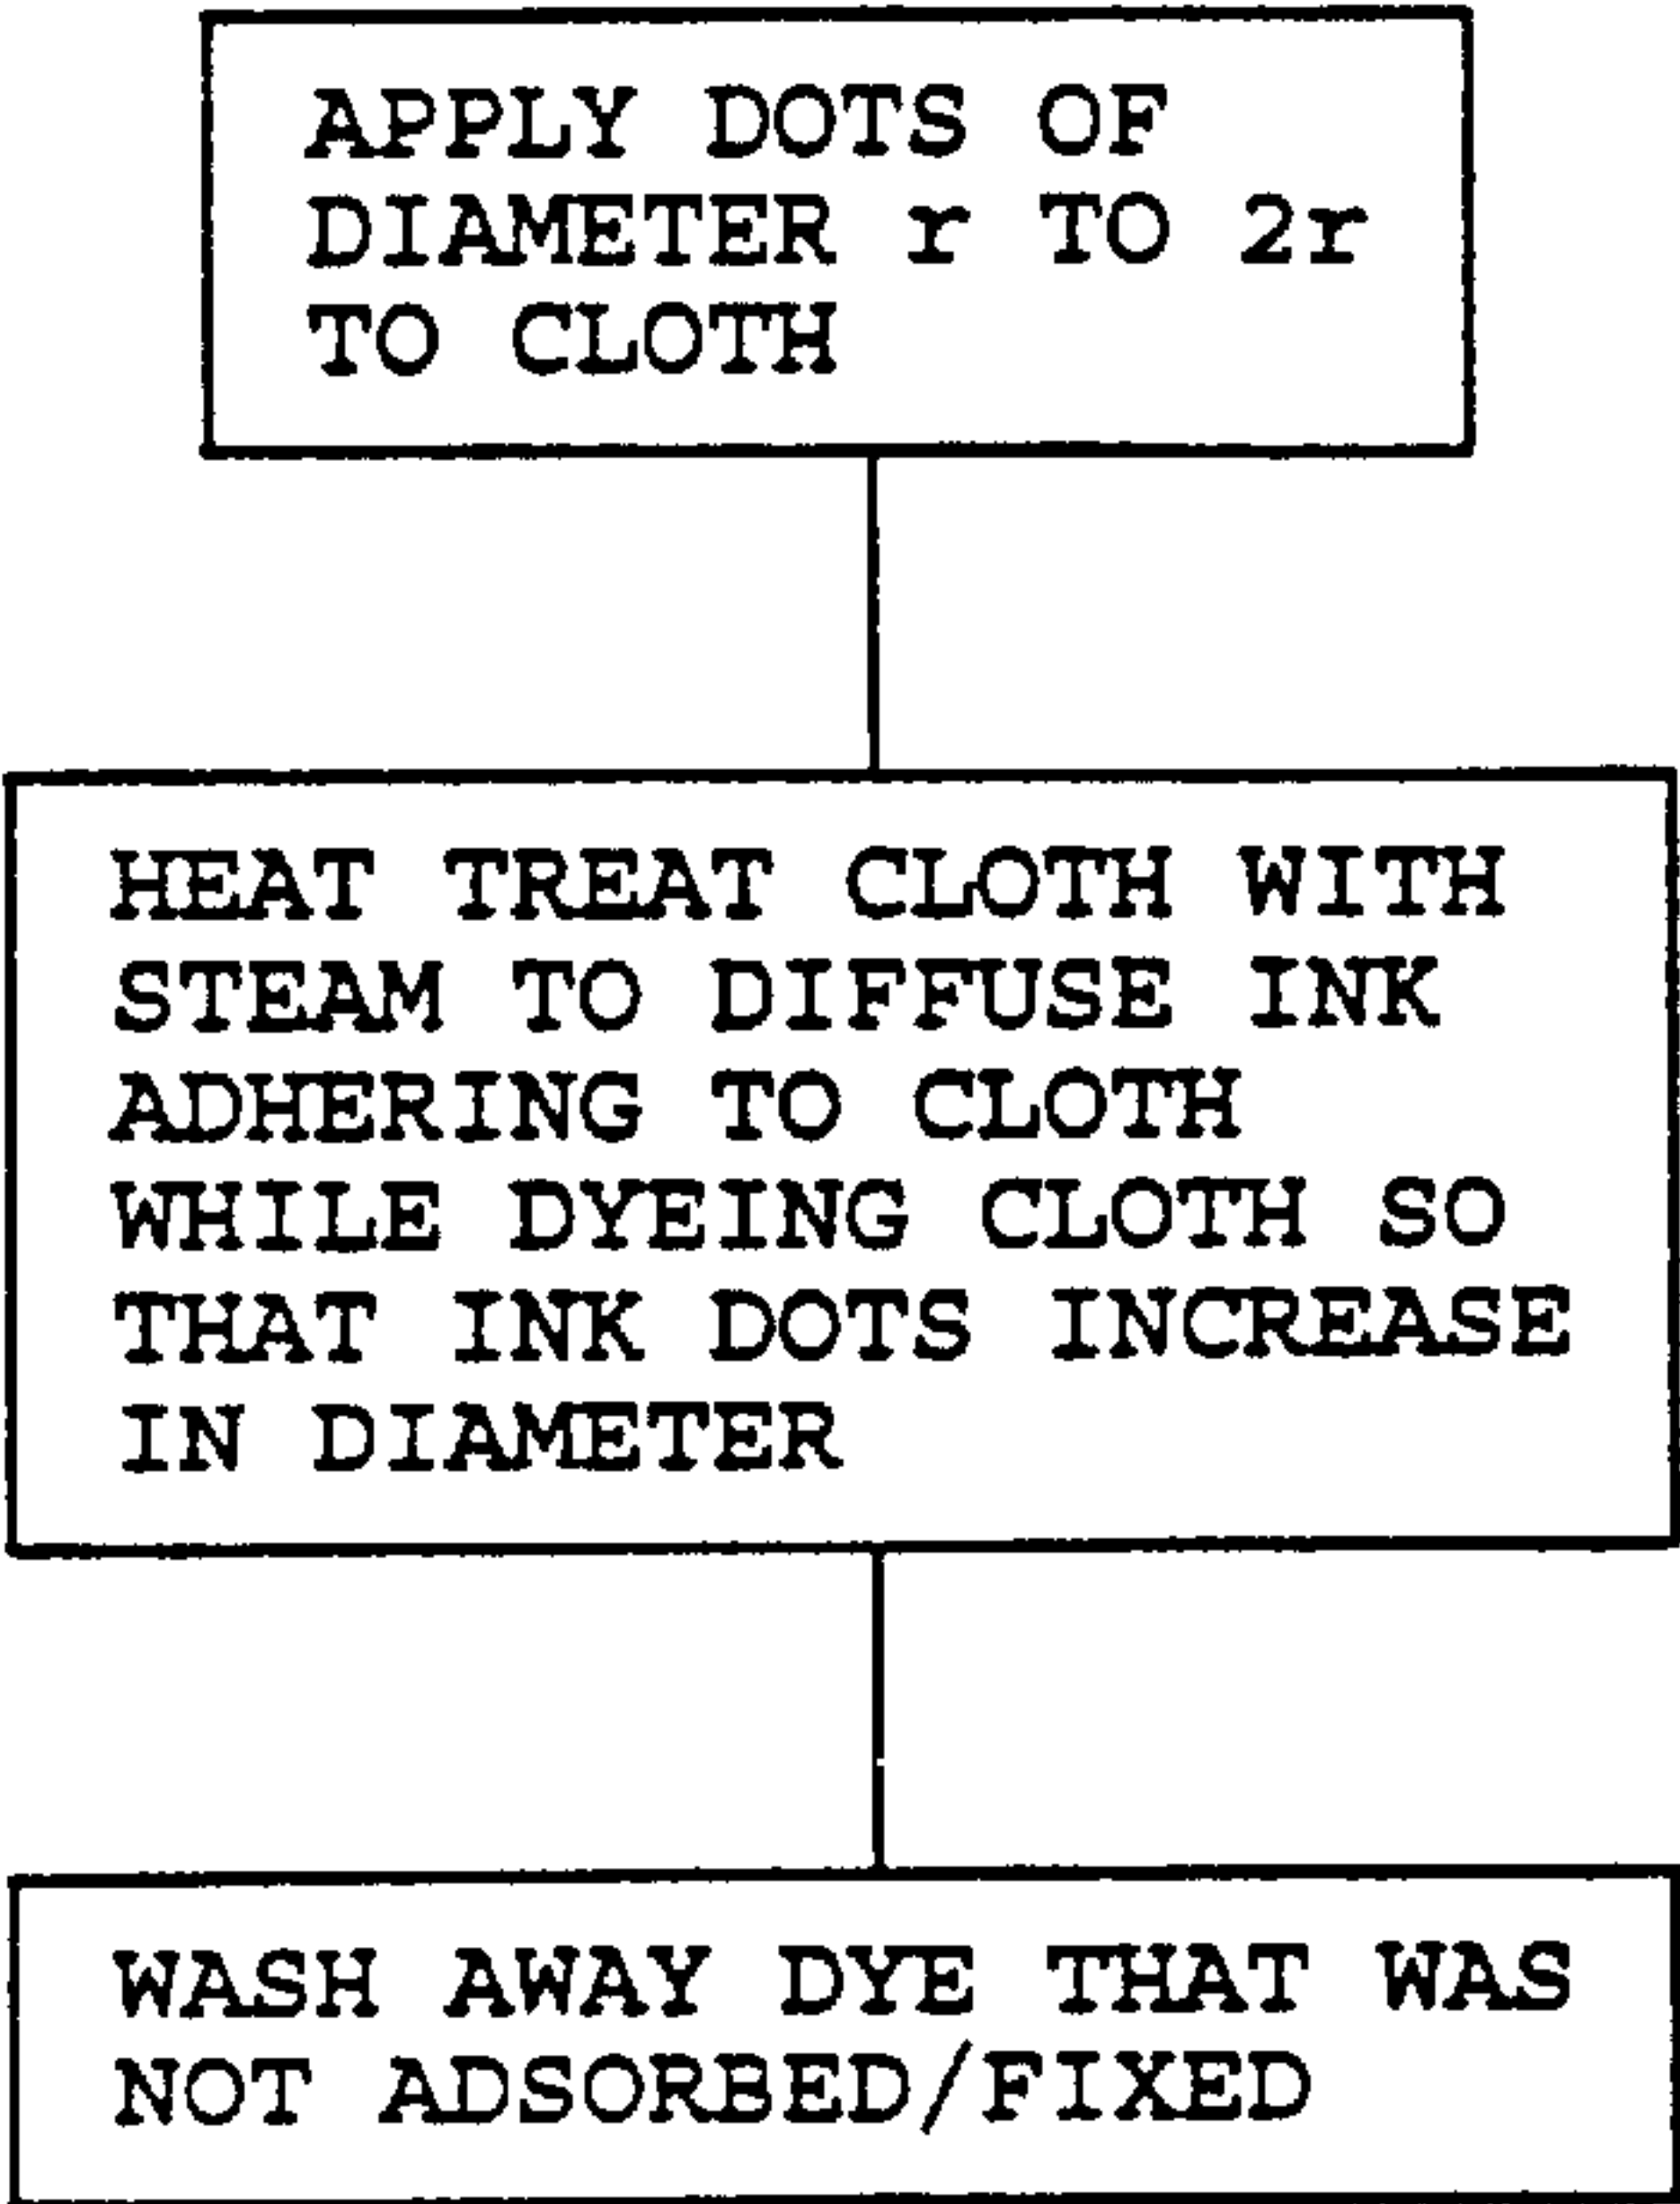 APPLY DOTS OF
DIAMETER r TO 2r
TO CLOTH
HEAT TREAT CLOTH WITH
STEAM TO DIFFUSE INK
ADHERING TO CLOTH
WHILE DYEING CLOTH SO
THAT INK DOTS INCREASE
IN DIAMETER
WASH AWAY DYE THAT WAS
NOT ADSORBED/FIXED